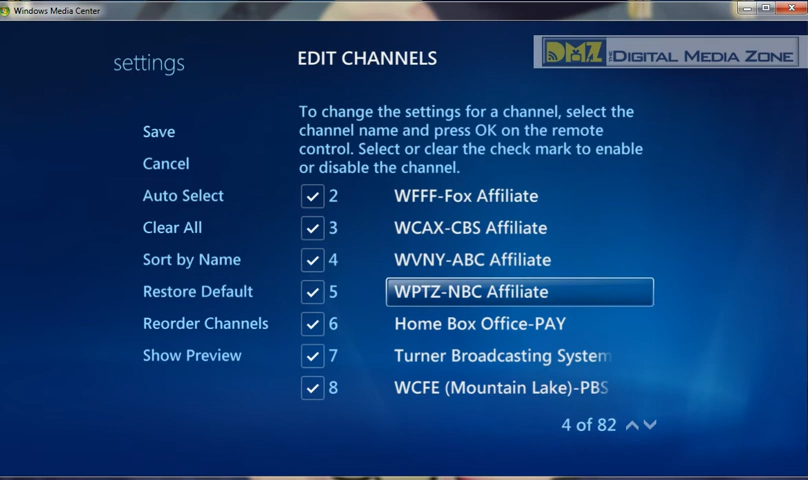 Windows Media Center
DMZ THE DIGITAL MEDIA ZONE
settings
EDIT CHANNELS
To change the settings for a channel, select the
channel name and press OK on the remote
control. Select or clear the check mark to enable
or disable the channel.
Save
Cancel
Auto Select
Clear All
Sort by Name
Restore Default
Reorder Channels
Show Preview
2 WFFF-Fox Affiliate
3 WCAX-CBS Affiliate
4 WVNY-ABC Affiliate
5 WPTZ-NBC Affiliate
6 Home Box Office-PAY
7 Turner Broadcasting System
8 WCFE (Mountain Lake)-PBS
4 of 82